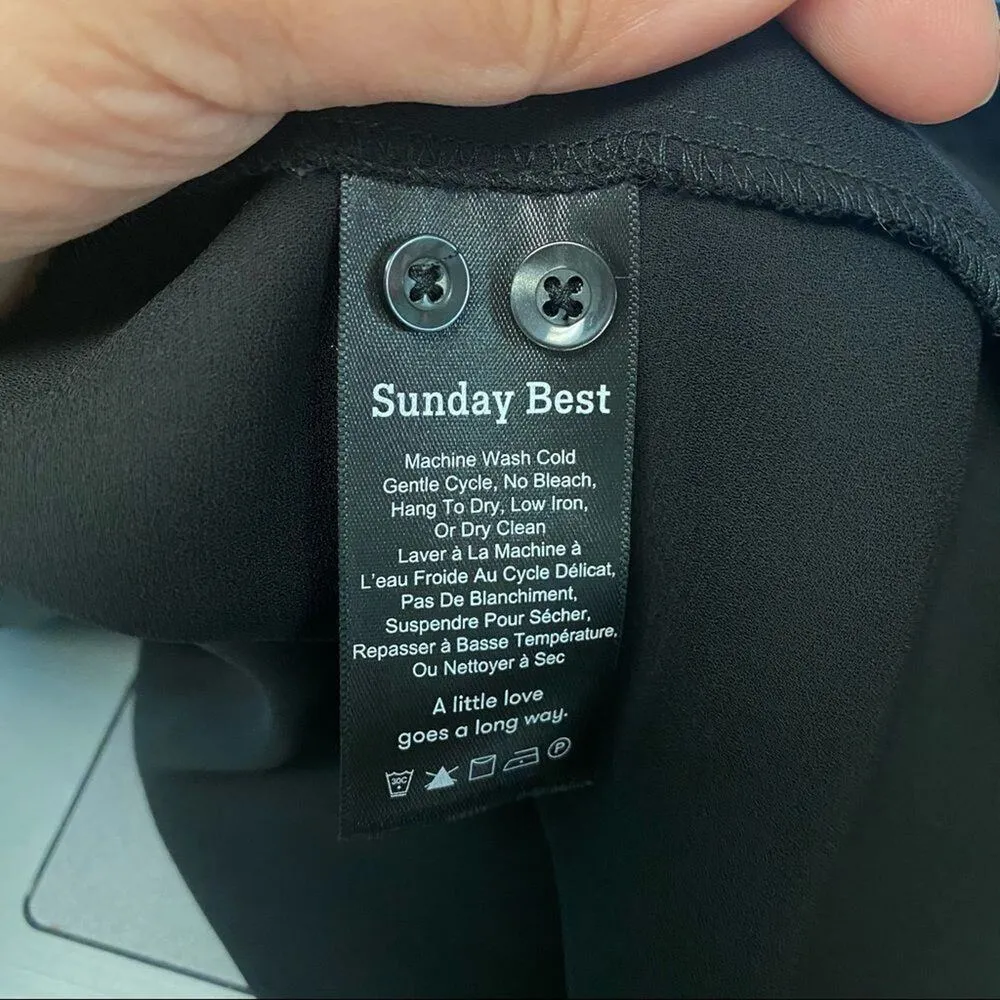 Sunday Best
Machine Wash Cold
Gentle Cycle, No Bleach,
Hang To Dry, Low Iron,
Or Dry Clean
Laver à La Machine à
L'eau Froide Au Cycle Délicat,
Pas De Blanchiment,
Suspendre Pour Sécher,
Repasser à Basse Température,
Ou Nettoyer à Sec
A little love
goes a long way.
30C P